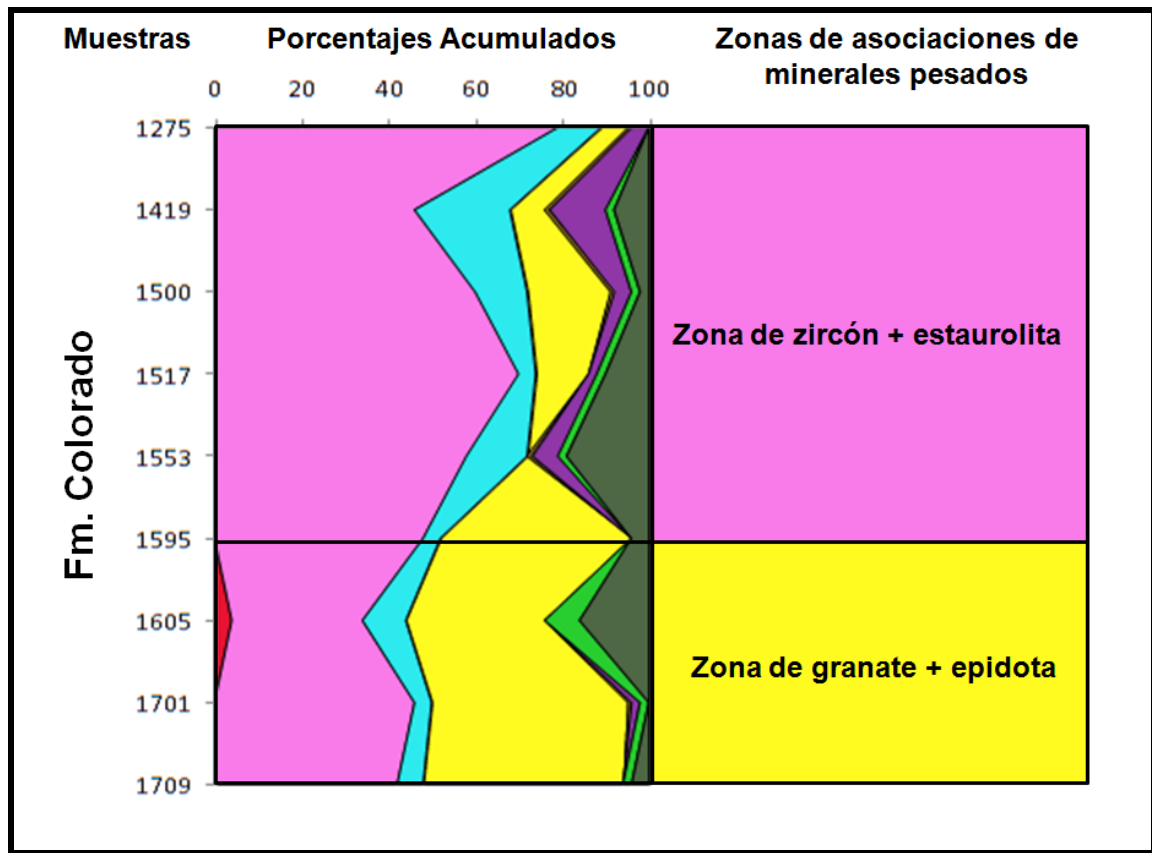 Muestras
Porcentajes Acumulados
Zonas de asociaciones de
minerales pesados
0 20 40 60 80 100
1275
1419
1500
1517
1553
1595
1605
1701
1709
Fm. Colorado
Zona de zircón + estaurolita
Zona de granate + epidota